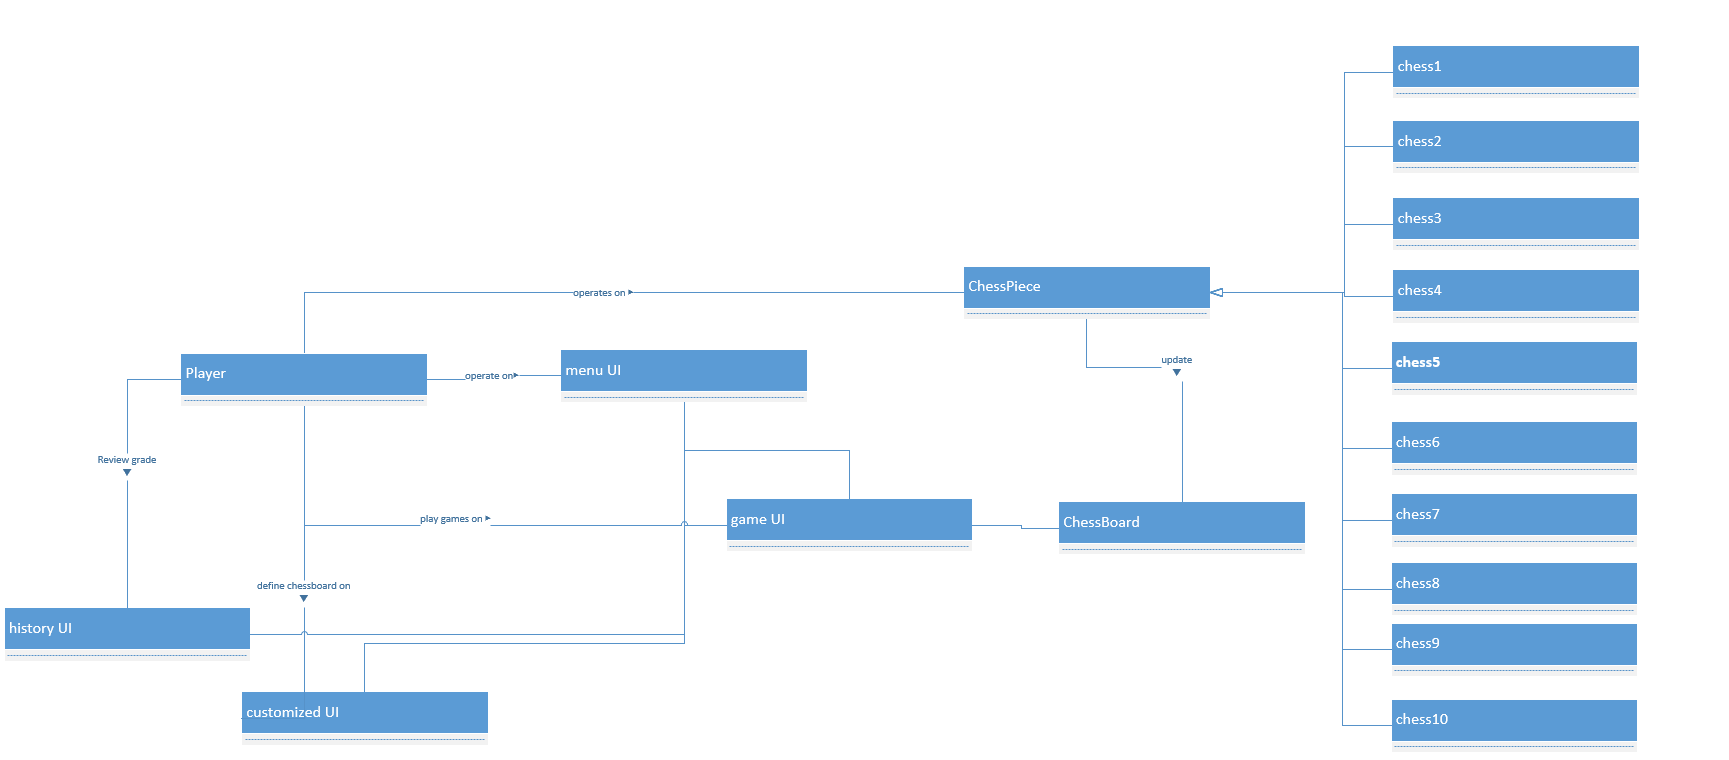 chess1
chess2
chess3
chess4
ChessPiece
operates on
chess5
update
Player
menu UI
operate on
chess6
Review grade
chess7
play games on
game UI
ChessBoard
define chessboard on
chess8
history UI
chess9
customized UI
chess10